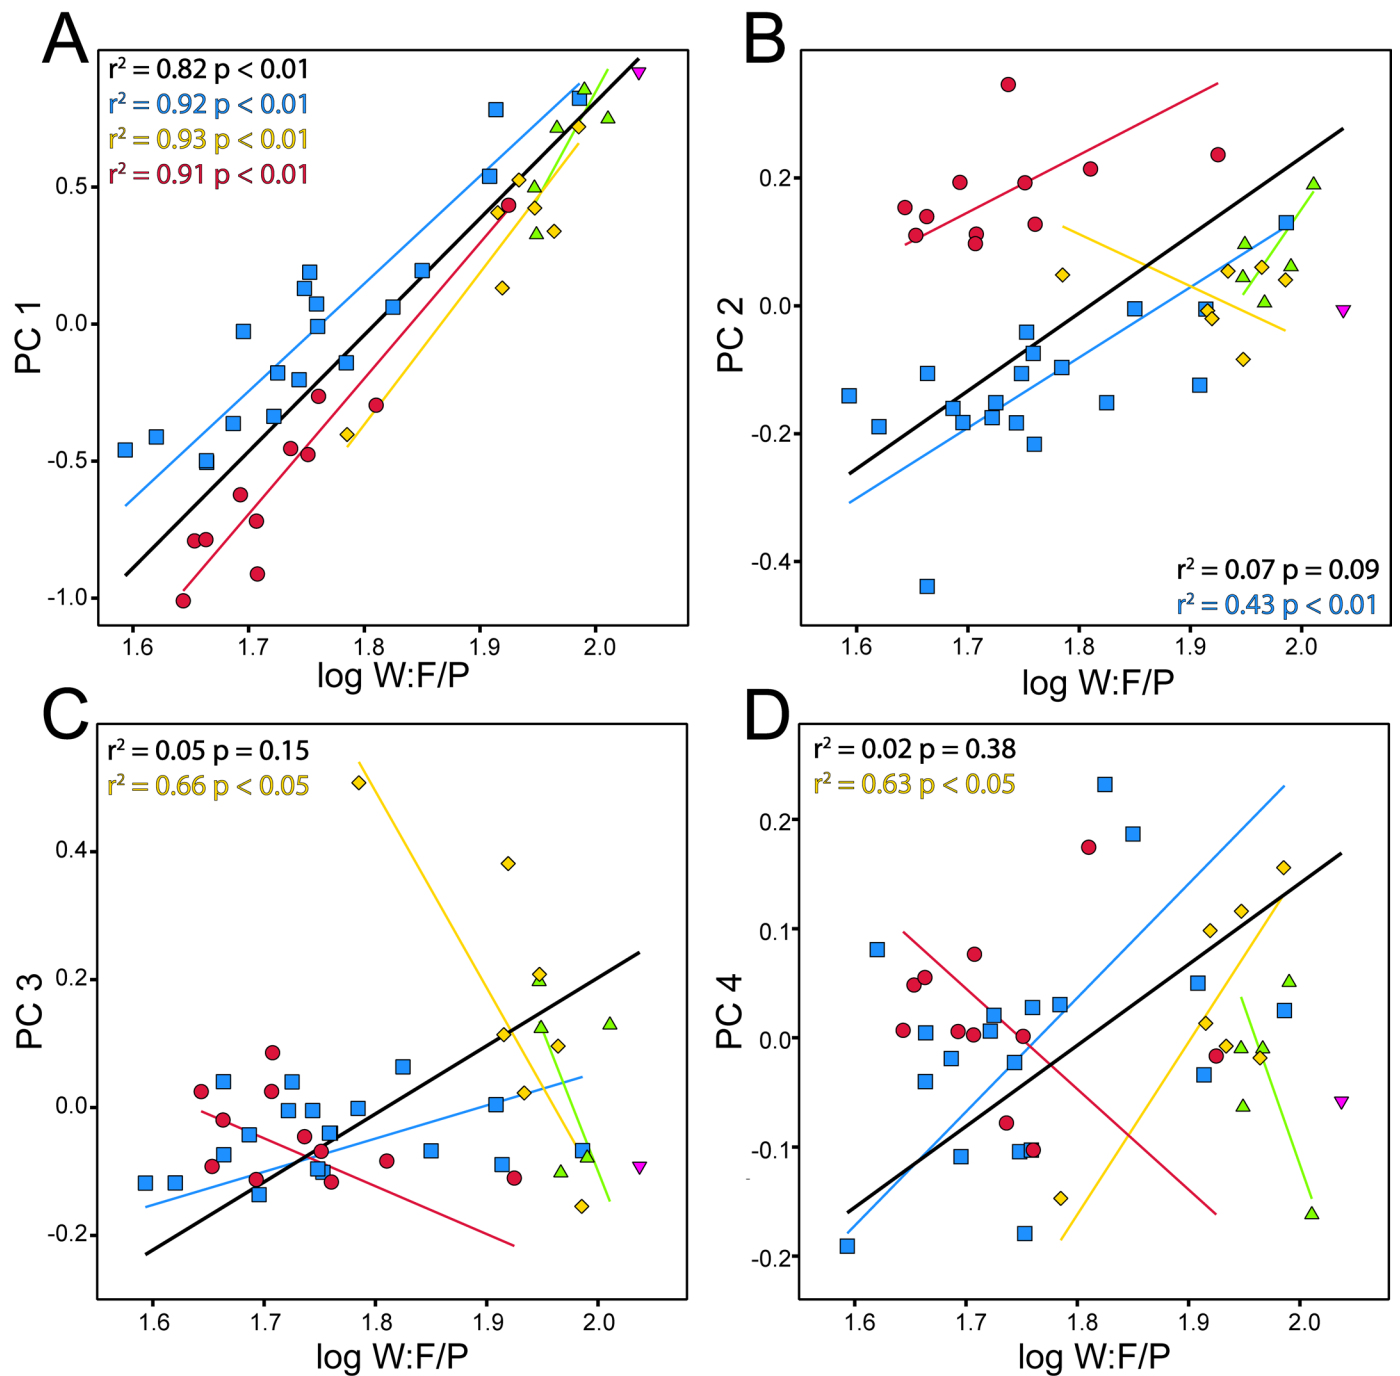 A
r² = 0.82 p < 0.01
r² = 0.92 p < 0.01
r² = 0.93 p < 0.01
r² = 0.91 p < 0.01
0.5
0.0
-0.5
-1.0
PC 1
1.6 1.7 1.8 1.9 2.0
log W:F/P
B
0.2
0.0
-0.2
-0.4
PC 2
r² = 0.07 p = 0.09
r² = 0.43 p < 0.01
1.6 1.7 1.8 1.9 2.0
log W:F/P
C
r² = 0.05 p = 0.15
r² = 0.66 p < 0.05
0.4
0.2
0.0
-0.2
PC 3
1.6 1.7 1.8 1.9 2.0
log W:F/P
D
r² = 0.02 p = 0.38
r² = 0.63 p < 0.05
0.2
0.1
0.0
-0.1
-0.2
PC 4
1.6 1.7 1.8 1.9 2.0
log W:F/P